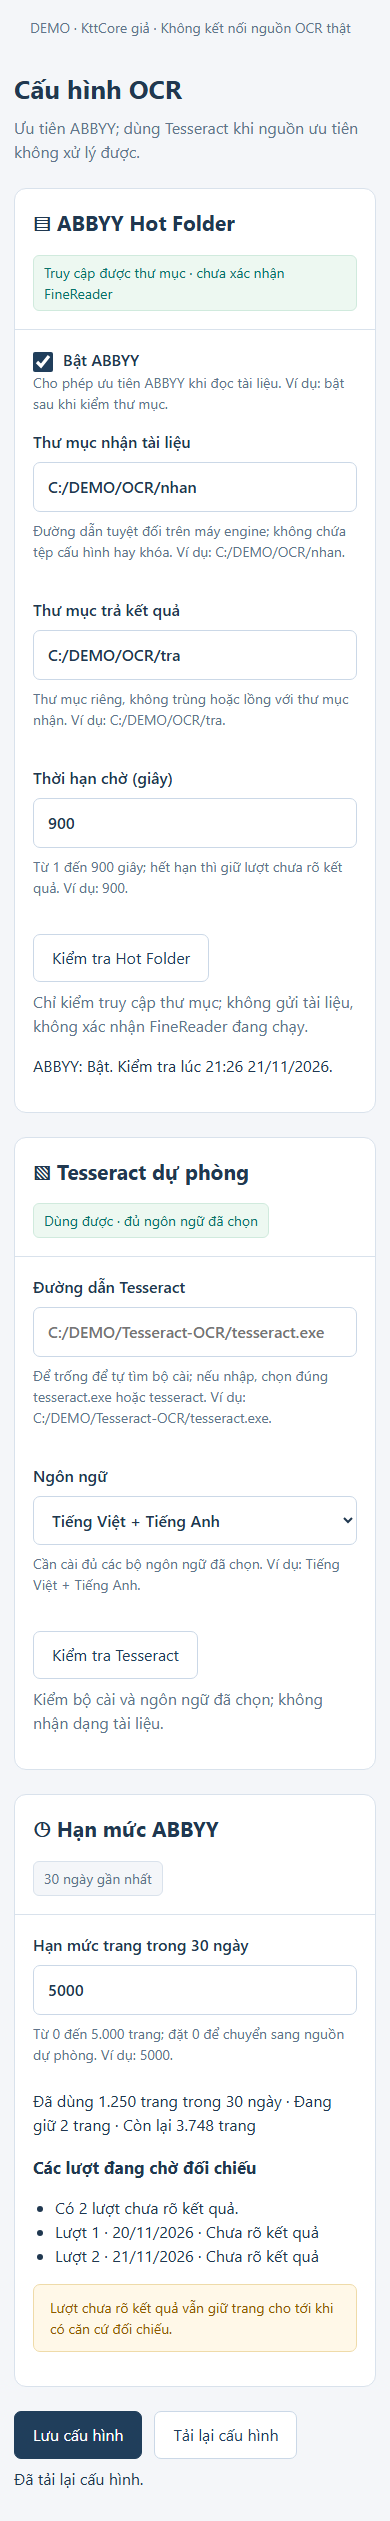 DEMO · KttCore giả · Không kết nối nguồn OCR thật
Cấu hình OCR
Ưu tiên ABBYY; dùng Tesseract khi nguồn ưu tiên
không xử lý được.
ABBYY Hot Folder
Truy cập được thư mục · chưa xác nhận
FineReader
Bật ABBYY
Cho phép ưu tiên ABBYY khi đọc tài liệu. Ví dụ: bật
sau khi kiểm thư mục.
Thư mục nhận tài liệu
C:/DEMO/OCR/nhan
Đường dẫn tuyệt đối trên máy engine; không chứa
tệp cấu hình hay khóa. Ví dụ: C:/DEMO/OCR/nhan.
Thư mục trả kết quả
C:/DEMO/OCR/tra
Thư mục riêng, không trùng hoặc lồng với thư mục
nhận. Ví dụ: C:/DEMO/OCR/tra.
Thời hạn chờ (giây)
900
Từ 1 đến 900 giây; hết hạn thì giữ lượt chưa rõ kết
quả. Ví dụ: 900.
Kiểm tra Hot Folder
Chỉ kiểm truy cập thư mục; không gửi tài liệu,
không xác nhận FineReader đang chạy.
ABBYY: Bật. Kiểm tra lúc 21:26 21/11/2026.
Tesseract dự phòng
Dùng được · đủ ngôn ngữ đã chọn
Đường dẫn Tesseract
C:/DEMO/Tesseract-OCR/tesseract.exe
Để trống để tự tìm bộ cài; nếu nhập, chọn đúng
tesseract.exe hoặc tesseract. Ví dụ:
C:/DEMO/Tesseract-OCR/tesseract.exe.
Ngôn ngữ
Tiếng Việt + Tiếng Anh
Cần cài đủ các bộ ngôn ngữ đã chọn. Ví dụ: Tiếng
Việt + Tiếng Anh.
Kiểm tra Tesseract
Kiểm bộ cài và ngôn ngữ đã chọn; không
nhận dạng tài liệu.
Hạn mức ABBYY
30 ngày gần nhất
Hạn mức trang trong 30 ngày
5000
Từ 0 đến 5.000 trang; đặt 0 để chuyển sang nguồn
dự phòng. Ví dụ: 5000.
Đã dùng 1.250 trang trong 30 ngày · Đang
giữ 2 trang · Còn lại 3.748 trang
Các lượt đang chờ đối chiếu
Có 2 lượt chưa rõ kết quả.
Lượt 1 · 20/11/2026 · Chưa rõ kết quả
Lượt 2 · 21/11/2026 · Chưa rõ kết quả
Lượt chưa rõ kết quả vẫn giữ trang cho tới khi
có căn cứ đối chiếu.
Lưu cấu hình
Tải lại cấu hình
Đã tải lại cấu hình.